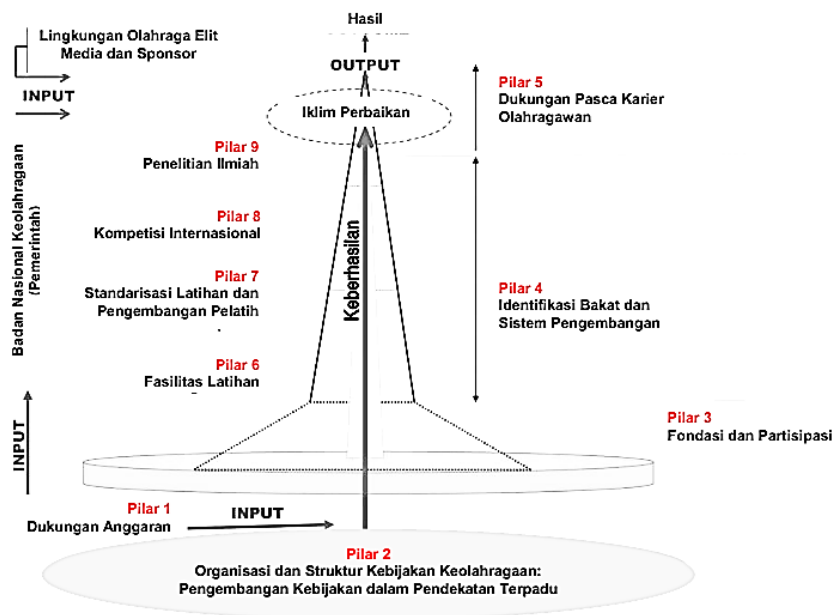 Hasil
Lingkungan Olahraga Elit
Media dan Sponsor
OUTPUT
INPUT
Iklim Perbaikan
Pilar 5
Dukungan Pasca Karier
Olahragawan
Pilar 9
Penelitian Ilmiah
Badan Nasional Keolahragaan
(Pemerintah)
Pilar 8
Kompetisi Internasional
Keberhasilan
Pilar 7
Standarisasi Latihan dan
Pengembangan Pelatih
Pilar 4
Identifikasi Bakat dan
Sistem Pengembangan
Pilar 6
Fasilitas Latihan
INPUT
Pilar 3
Fondasi dan Partisipasi
Pilar 1
Dukungan Anggaran
INPUT
Pilar 2
Organisasi dan Struktur Kebijakan Keolahragaan:
Pengembangan Kebijakan dalam Pendekatan Terpadu